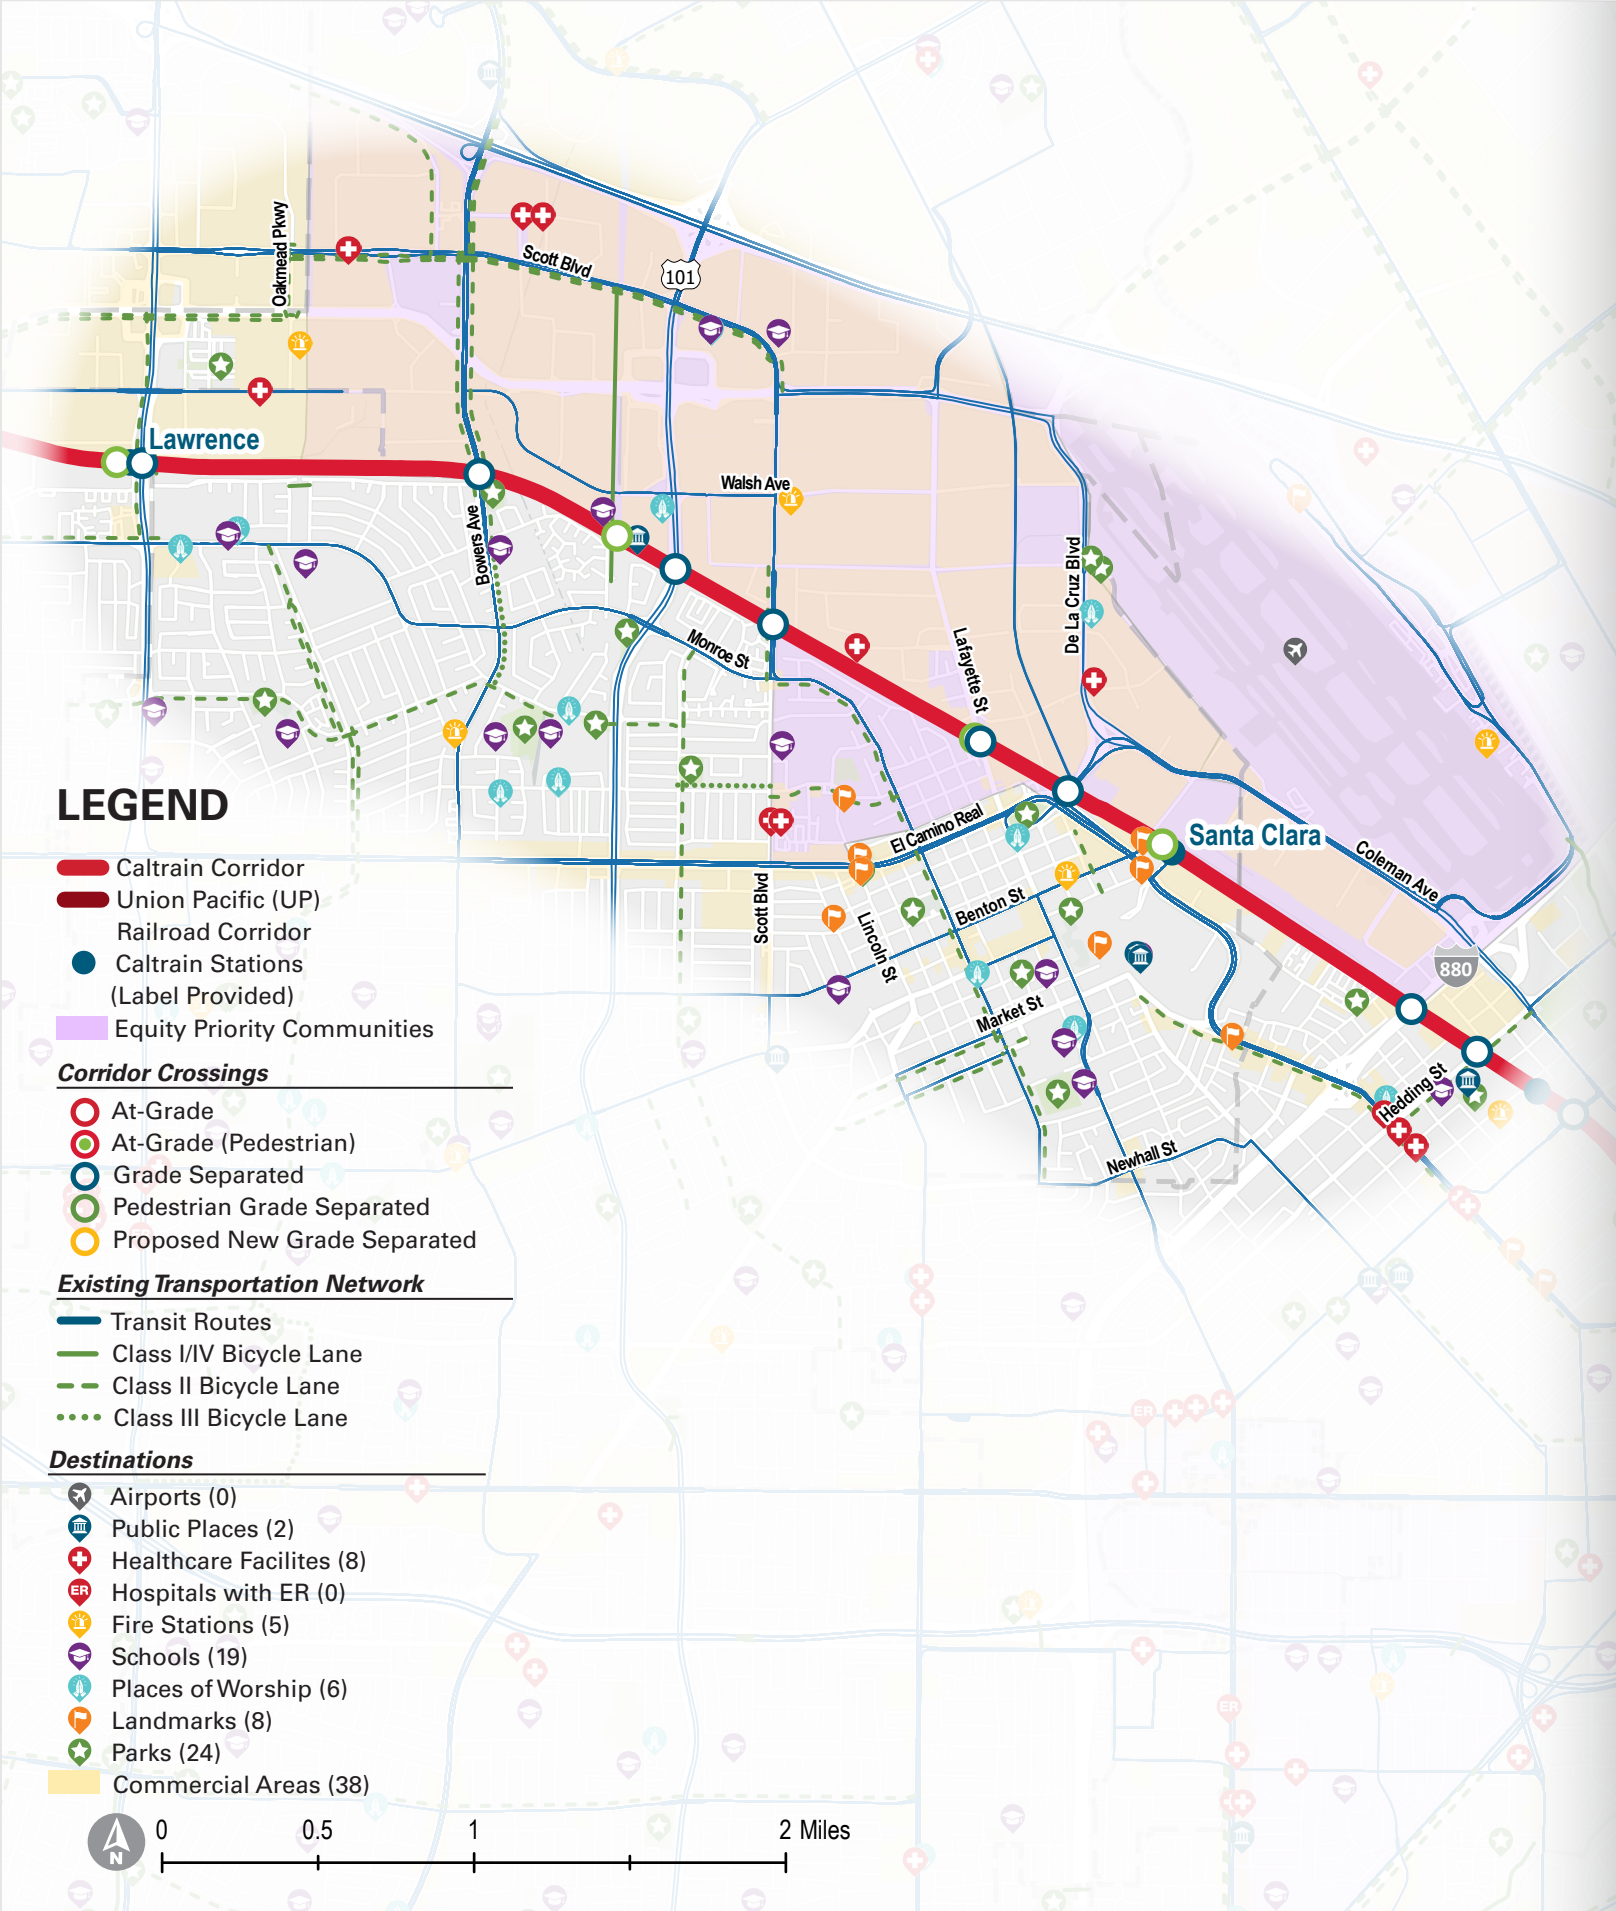 Oakmead Pkwy
Scott Blvd
101
Lawrence
Walsh Ave
Bowers Ave
De La Cruz Blvd
Monroe St
Lafayette St
El Camino Real
Santa Clara
Coleman Ave
Scott Blvd
Benton St
Lincoln St
880
Market St
Hedding St
Newhall St
LEGEND
Caltrain Corridor
Union Pacific (UP)
Railroad Corridor
Caltrain Stations
(Label Provided)
Equity Priority Communities
Corridor Crossings
At-Grade
At-Grade (Pedestrian)
Grade Separated
Pedestrian Grade Separated
Proposed New Grade Separated
Existing Transportation Network
Transit Routes
Class I/IV Bicycle Lane
Class II Bicycle Lane
Class III Bicycle Lane
Destinations
Airports (0)
Public Places (2)
Healthcare Facilites (8)
ER Hospitals with ER (0)
Fire Stations (5)
Schools (19)
Places of Worship (6)
Landmarks (8)
Parks (24)
Commercial Areas (38)
N
0 0.5 1 2 Miles
ER
ER